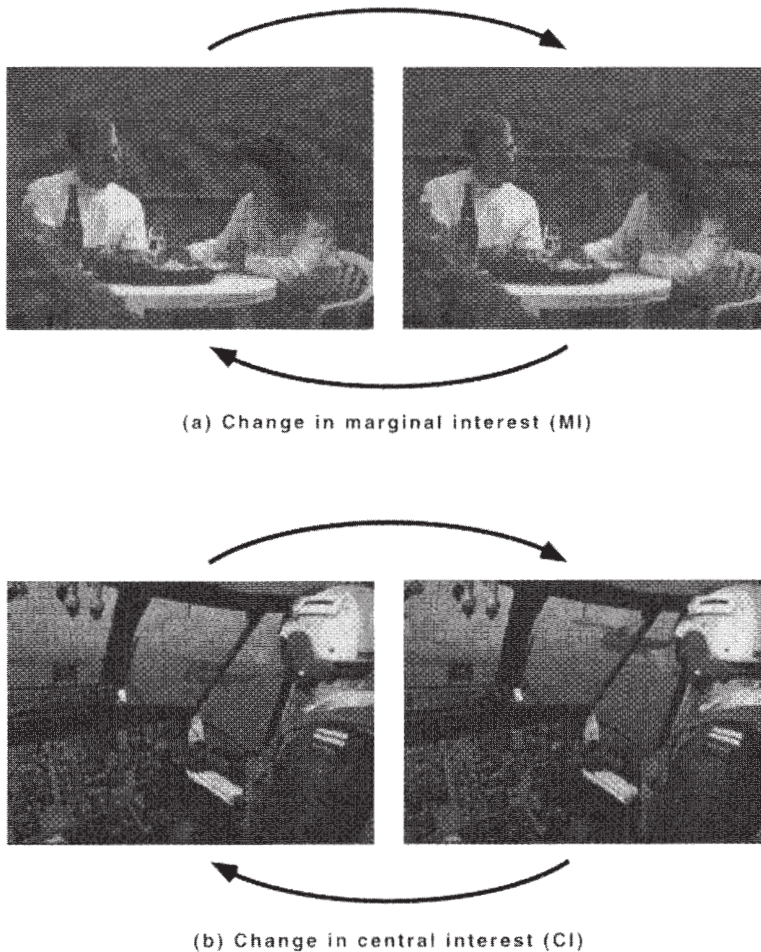 (a) Change in marginal interest (MI)
(b) Change in central interest (CI)